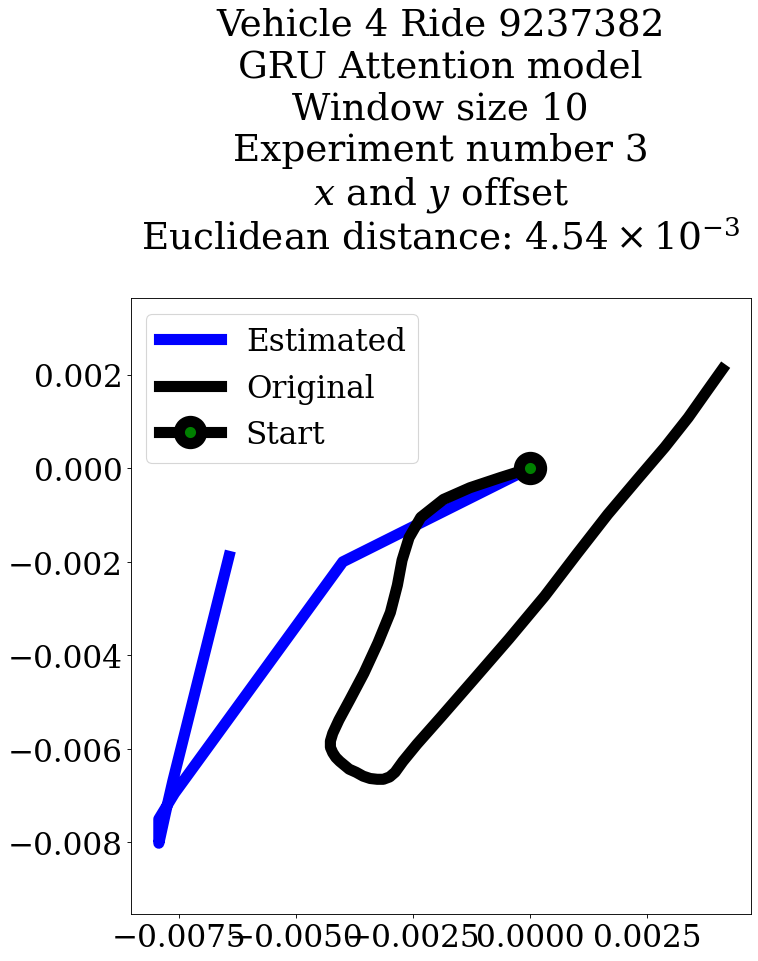 Vehicle 4 Ride 9237382
GRU Attention model
Window size 10
Experiment number 3
x and y offset
Euclidean distance: 4.54 × 10⁻³
Estimated
Original
Start
0.002
0.000
−0.002
−0.004
−0.006
−0.008
−0.0075 −0.0050 −0.0025 0.0000 0.0025